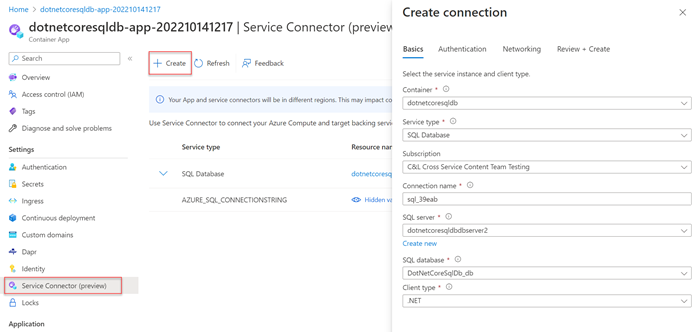 Home > dotnetcoresqldb-app-202210141217
dotnetcoresqldb-app-202210141217 | Service Connector (preview)
Container App
Search
Overview
Access control (IAM)
Tags
Diagnose and solve problems
Settings
Authentication
Secrets
Ingress
Continuous deployment
Custom domains
Dapr
Identity
Service Connector (preview)
Locks
Application
Create
Refresh
Feedback
Your App and service connectors will be in different regions. This may impact co
Use Service Connector to connect your Azure Compute and target backing servic
Service type
Resource name
SQL Database
dotnetcoresq
AZURE_SQL_CONNECTIONSTRING
Hidden va
Create connection
Basics
Authentication
Networking
Review + Create
Select the service instance and client type.
Container *
dotnetcoresqldb
Service type *
SQL Database
Subscription
C&L Cross Service Content Team Testing
Connection name *
sql_39eab
SQL server *
dotnetcoresqldbdbserver2
Create new
SQL database *
DotNetCoreSqlDb_db
Client type *
.NET